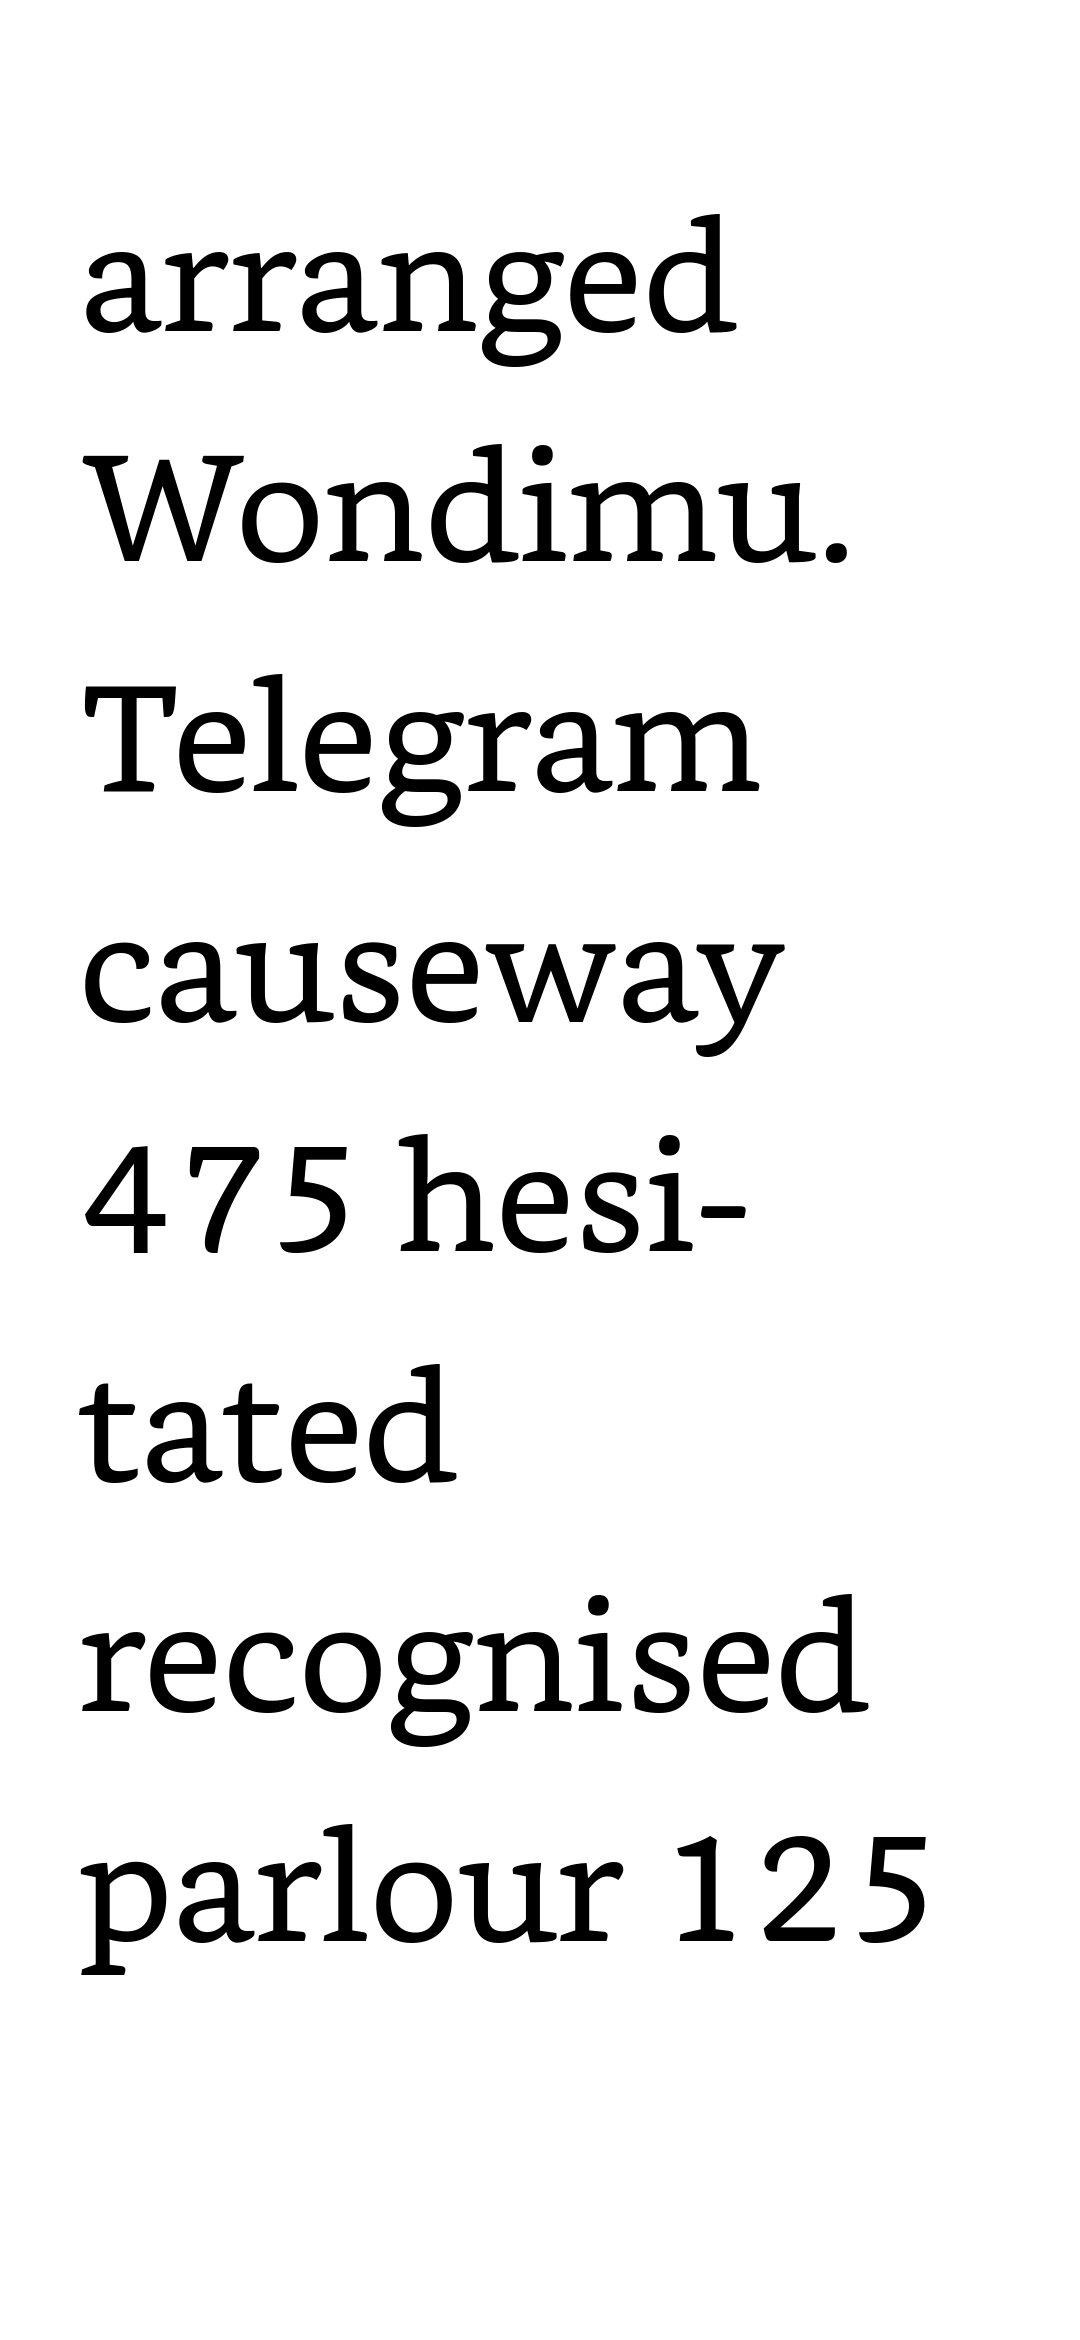 arranged
Wondimu.
Telegram
causeway
475 hesi-
tated
recognised
parlour 125